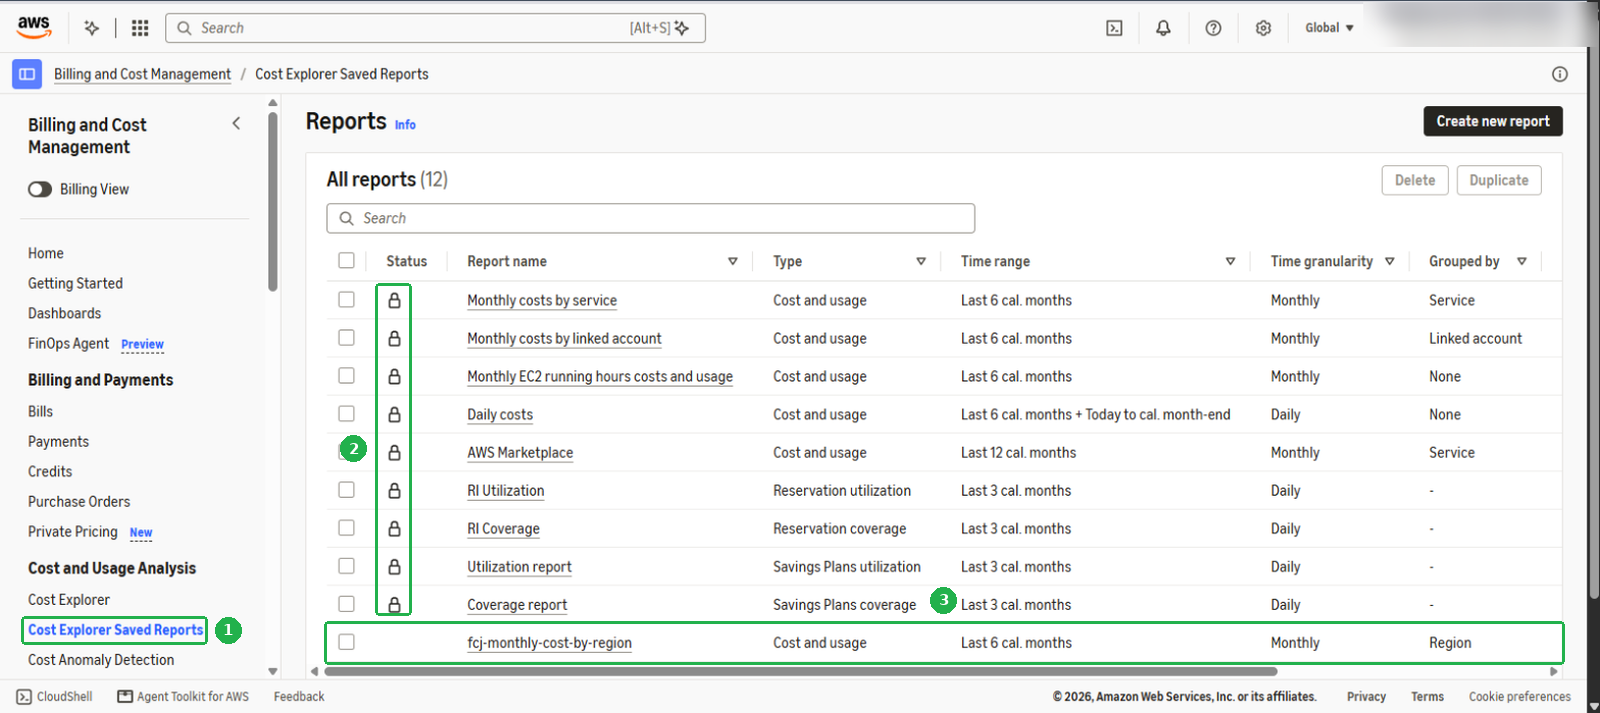 aws
Search [Alt+S]
Global
Billing and Cost Management / Cost Explorer Saved Reports
Billing and Cost Management
Billing View
Home
Getting Started
Dashboards
FinOps Agent Preview
Billing and Payments
Bills
Payments
Credits
Purchase Orders
Private Pricing New
Cost and Usage Analysis
Cost Explorer
Cost Explorer Saved Reports 1
Cost Anomaly Detection
Reports Info
Create new report
All reports (12)
Delete Duplicate
Search
Status Report name Type Time range Time granularity Grouped by
Monthly costs by service Cost and usage Last 6 cal. months Monthly Service
Monthly costs by linked account Cost and usage Last 6 cal. months Monthly Linked account
Monthly EC2 running hours costs and usage Cost and usage Last 6 cal. months Monthly None
Daily costs Cost and usage Last 6 cal. months + Today to cal. month-end Daily None
2 AWS Marketplace Cost and usage Last 12 cal. months Monthly Service
RI Utilization Reservation utilization Last 3 cal. months Daily -
RI Coverage Reservation coverage Last 3 cal. months Daily -
Utilization report Savings Plans utilization Last 3 cal. months Daily -
Coverage report Savings Plans coverage 3 Last 3 cal. months Daily -
fcj-monthly-cost-by-region Cost and usage Last 6 cal. months Monthly Region
CloudShell Agent Toolkit for AWS Feedback © 2026, Amazon Web Services, Inc. or its affiliates. Privacy Terms Cookie preferences